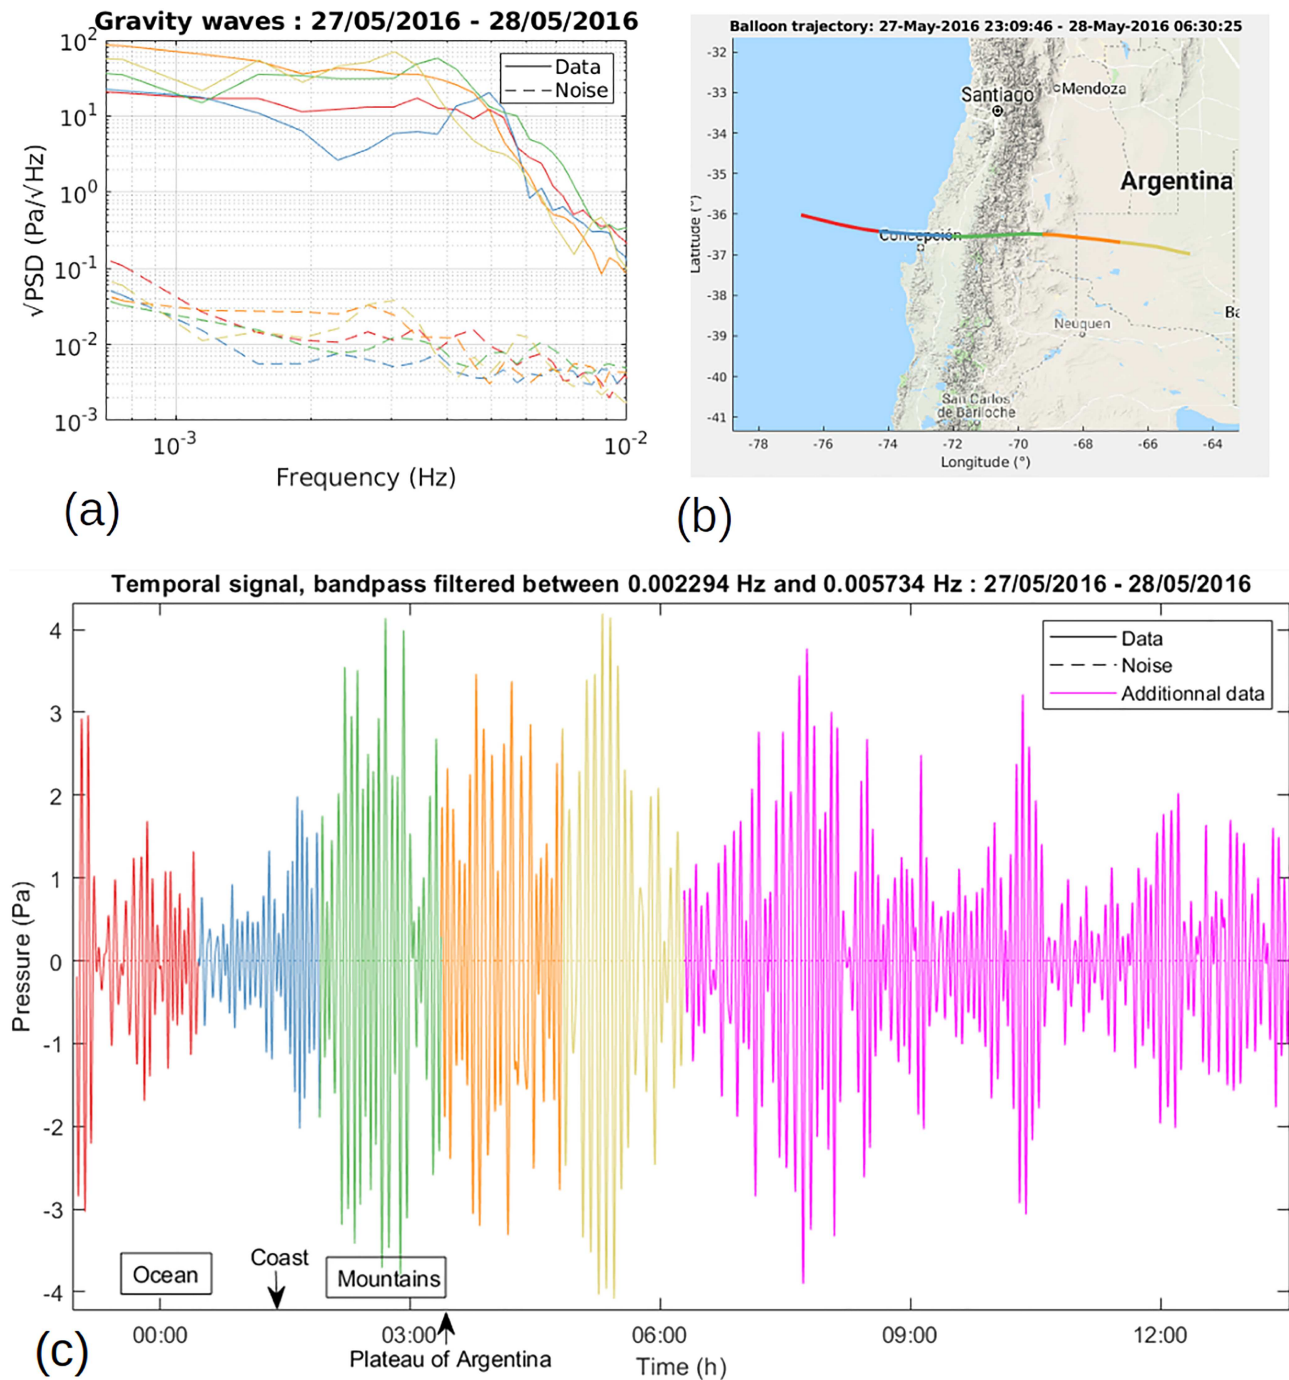 Gravity waves : 27/05/2016 - 28/05/2016
10²
10¹
10⁰
10⁻¹
10⁻²
10⁻³
√PSD (Pa/√Hz)
Data
Noise
10⁻³
10⁻²
Frequency (Hz)
(a)
Balloon trajectory: 27-May-2016 23:09:46 - 28-May-2016 06:30:25
-32
-33
-34
-35
-36
-37
-38
-39
-40
-41
Latitude (°)
Santiago
Mendoza
Argentina
Concepción
Neuquen
Ba
San Carlos
de Bariloche
-78
-76
-74
-72
-70
-68
-66
-64
Longitude (°)
(b)
Temporal signal, bandpass filtered between 0.002294 Hz and 0.005734 Hz : 27/05/2016 - 28/05/2016
4
3
2
1
0
-1
-2
-3
-4
Pressure (Pa)
Data
Noise
Additionnal data
Ocean
Coast
Mountains
00:00
03:00
06:00
09:00
12:00
Plateau of Argentina
Time (h)
(c)